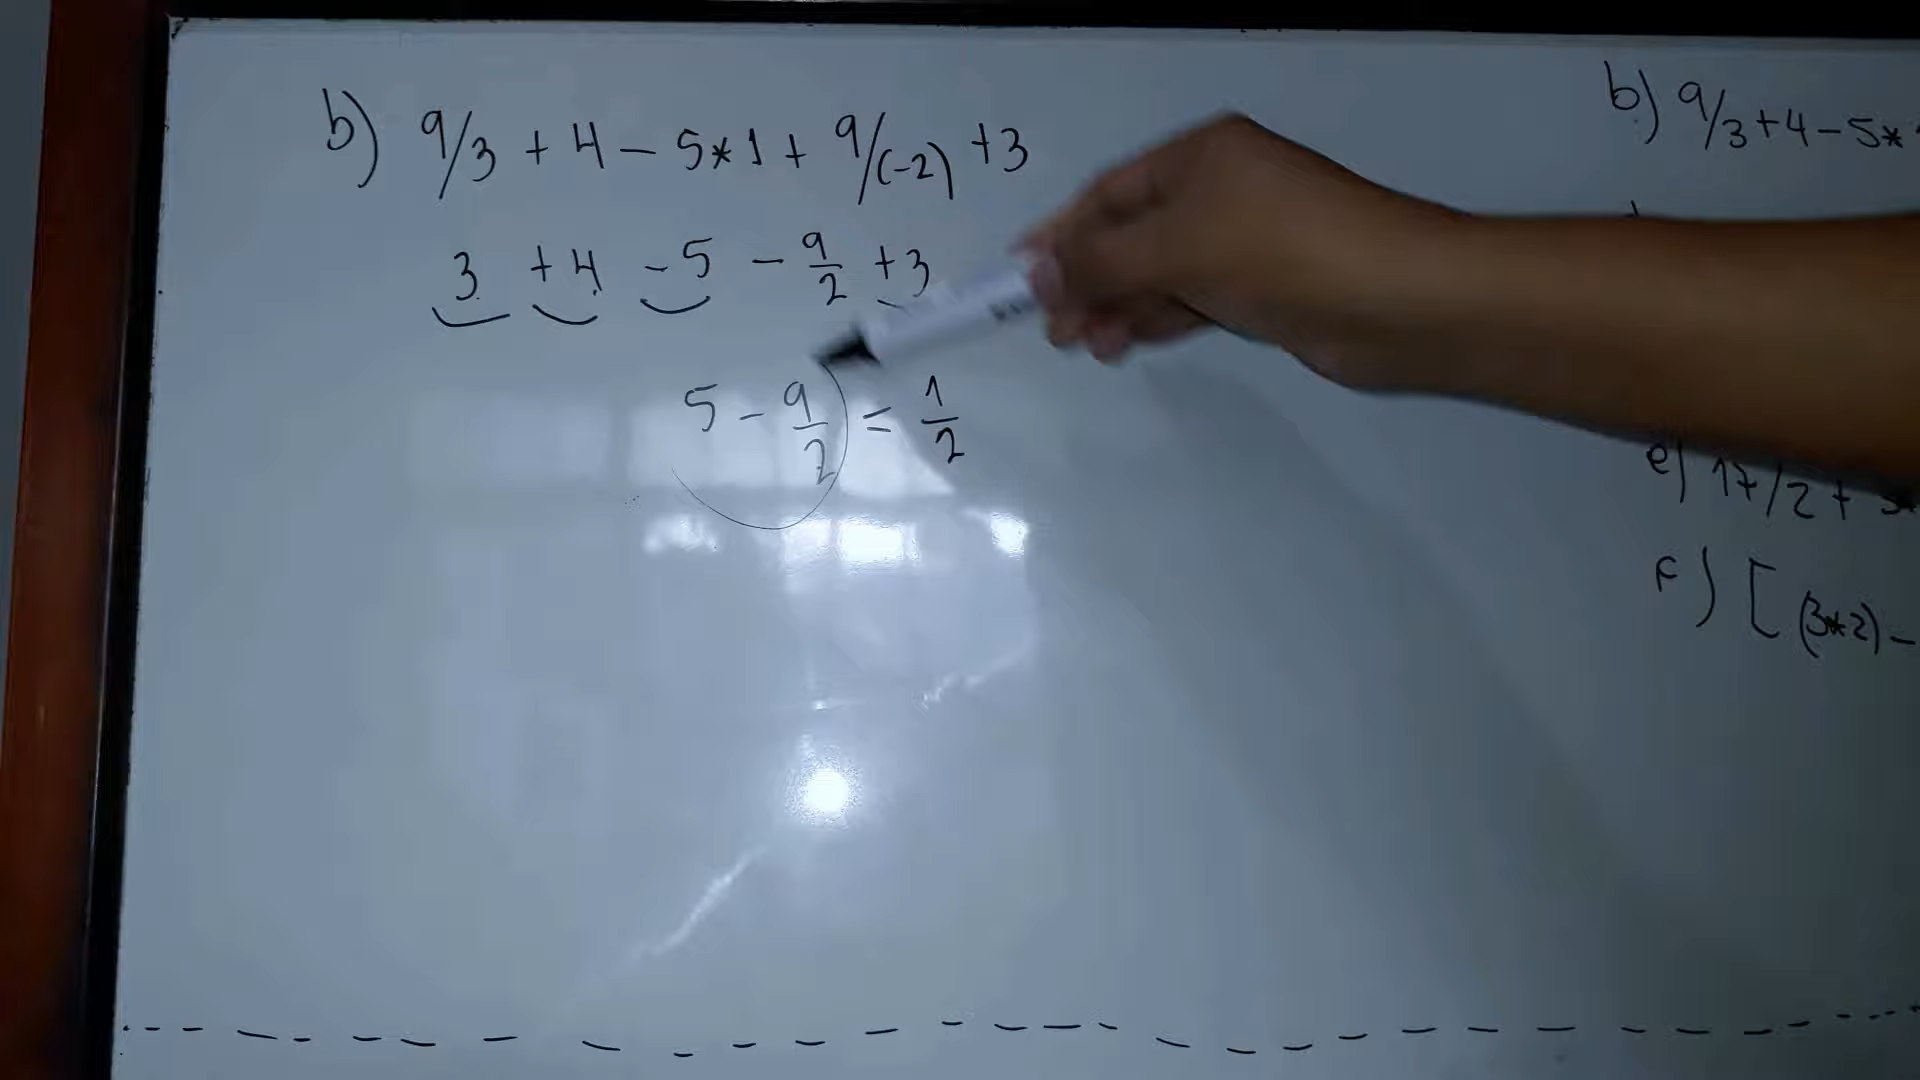 b) 9/3 + 4 - 5*1 + 9/(-2) +3
3 +4 -5 - 9/2 +3
5 - 9/2 = 1/2
b) 9/3+4-5*
e) 17/2 +
F) [(3*2)-